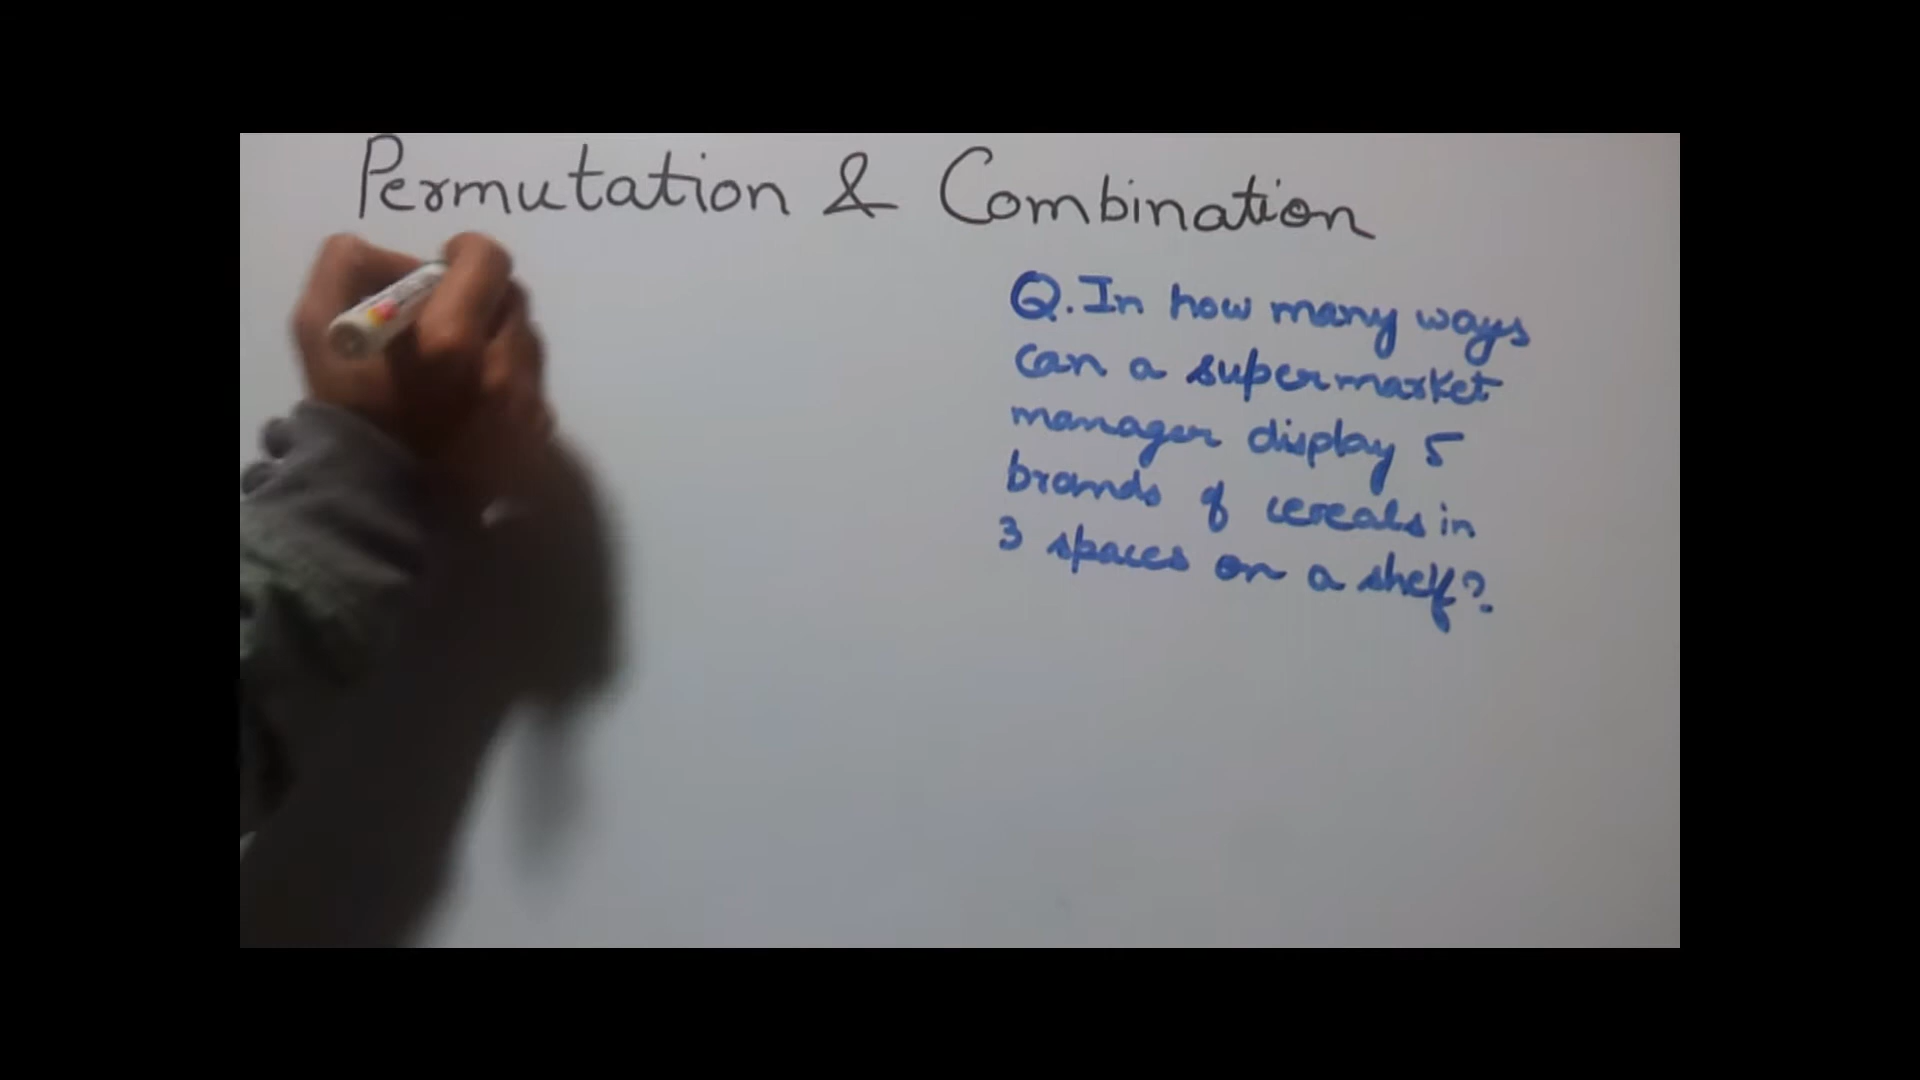 Permutation & Combination
Q. In how many ways
can a supermarket
manager display 5
brands of cereals in
3 spaces on a shelf?.